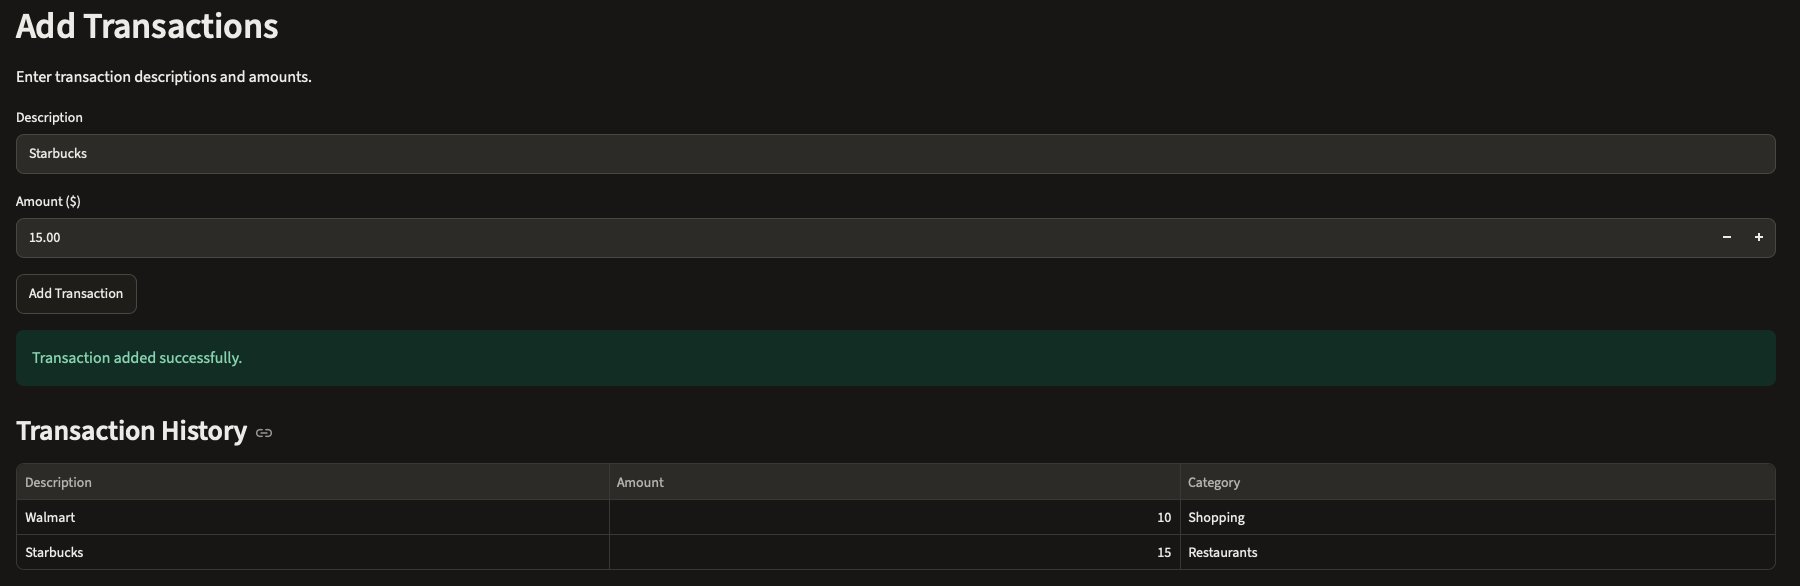 Add Transactions
Enter transaction descriptions and amounts.
Description
Starbucks
Amount ($)
15.00 − +
Add Transaction
Transaction added successfully.
Transaction History
Description Amount Category
Walmart 10 Shopping
Starbucks 15 Restaurants